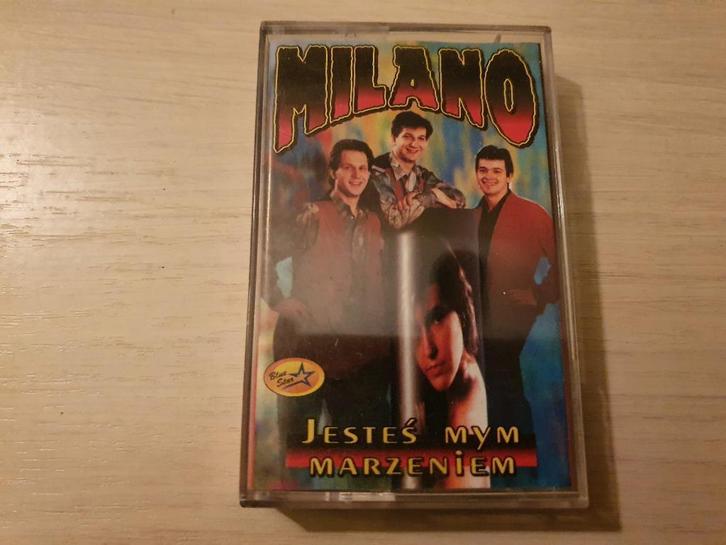 MILANO
Blue
Star
JESTEŚ MYM
MARZENiEM